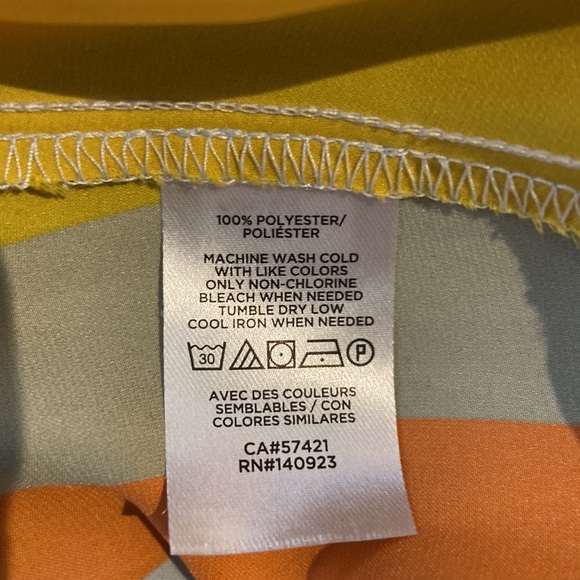 100% POLYESTER/
POLIÉSTER
MACHINE WASH COLD
WITH LIKE COLORS
ONLY NON-CHLORINE
BLEACH WHEN NEEDED
TUMBLE DRY LOW
COOL IRON WHEN NEEDED
30 P
AVEC DES COULEURS
SEMBLABLES / CON
COLORES SIMILARES
CA#57421
RN#140923